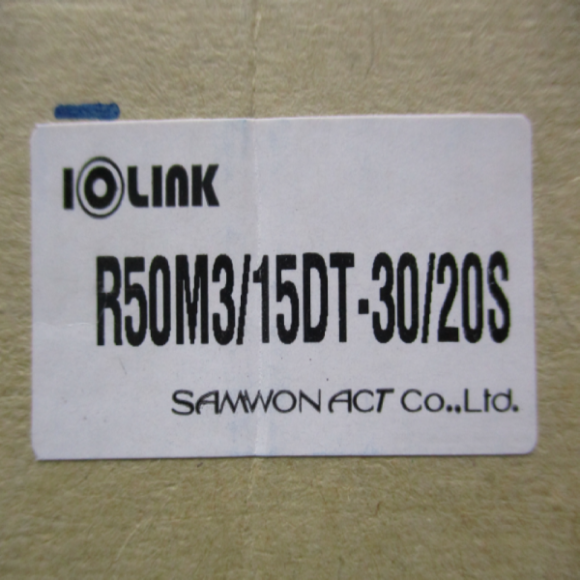 IOLINK
R50M3/15DT-30/20S
SAMWON ACT Co.,Ltd.